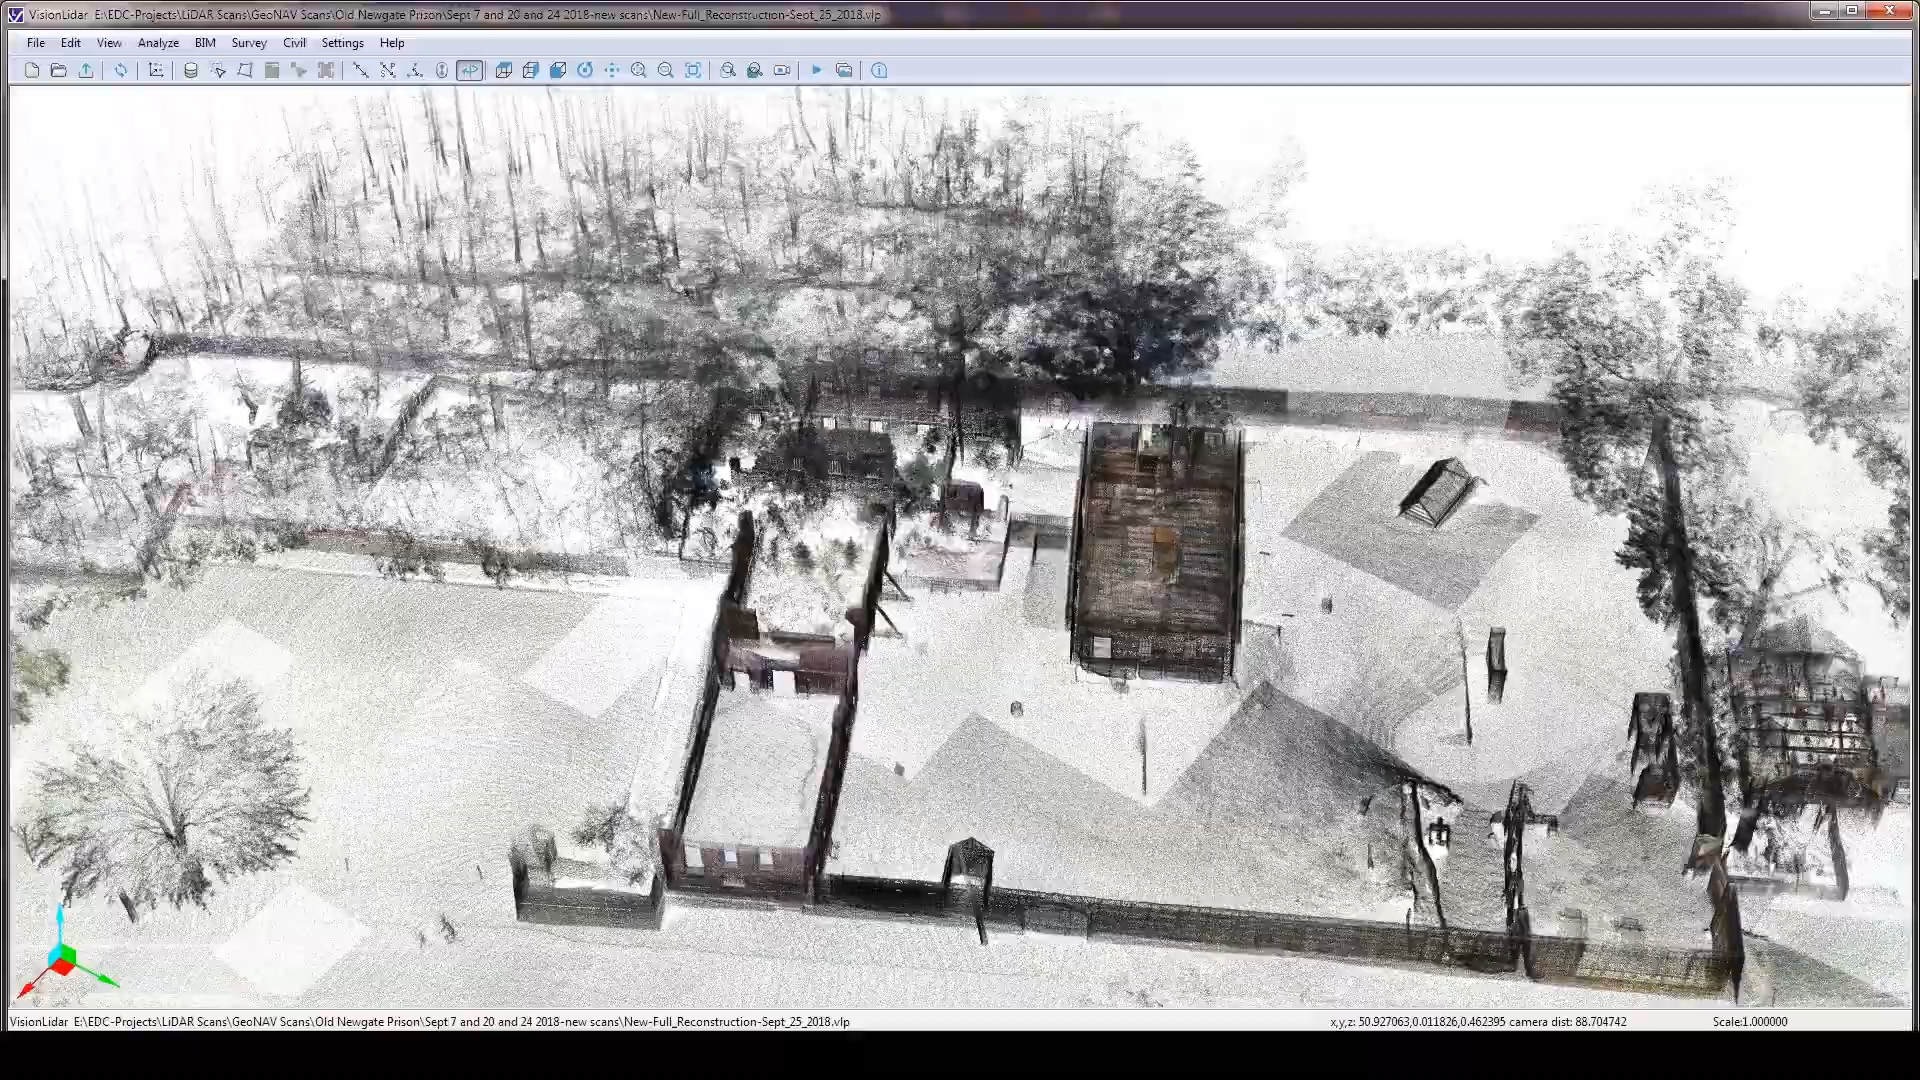 VisionLidar E:\EDC-Projects\LiDAR Scans\GeoNAV Scans\Old Newgate Prison\Sept 7 and 20 and 24 2018-new scans\New-Full_Reconstruction-Sept_25_2018.vlp
File Edit View Analyze BIM Survey Civil Settings Help
VisionLidar E:\EDC-Projects\LiDAR Scans\GeoNAV Scans\Old Newgate Prison\Sept 7 and 20 and 24 2018-new scans\New-Full_Reconstruction-Sept_25_2018.vlp x,y,z: 50.927063,0.011826,0.462395 camera dist: 88.704742 Scale:1.000000